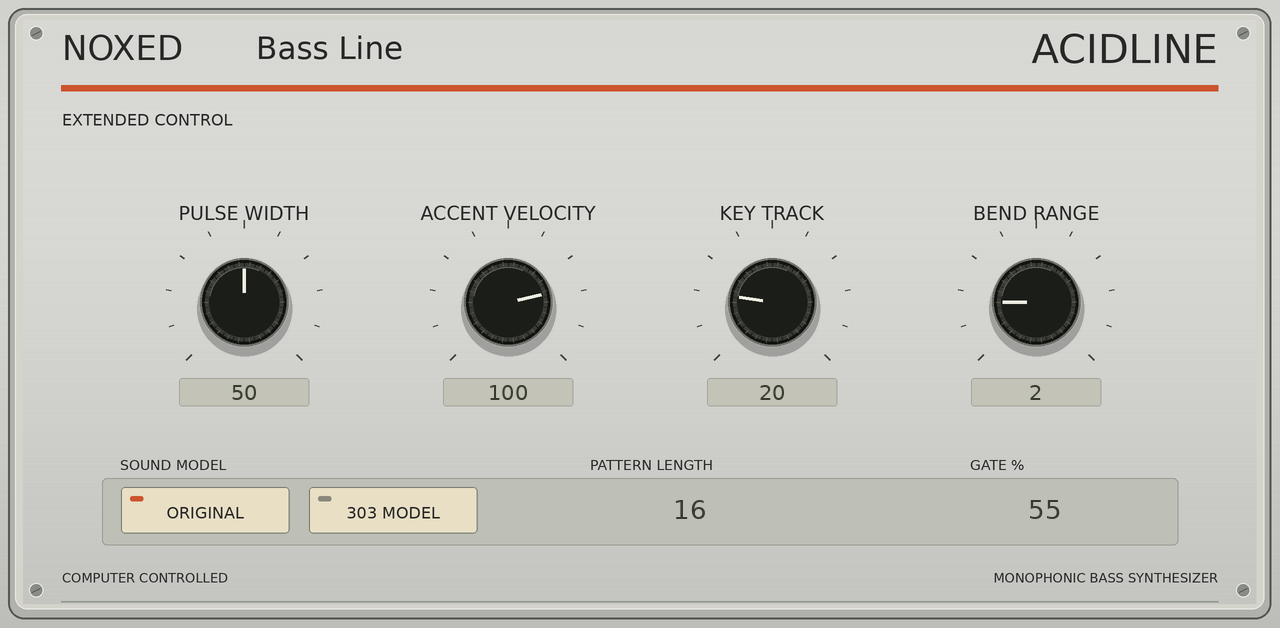 NOXED Bass Line ACIDLINE
EXTENDED CONTROL
PULSE WIDTH ACCENT VELOCITY KEY TRACK BEND RANGE
50 100 20 2
SOUND MODEL PATTERN LENGTH GATE %
ORIGINAL 303 MODEL 16 55
COMPUTER CONTROLLED MONOPHONIC BASS SYNTHESIZER